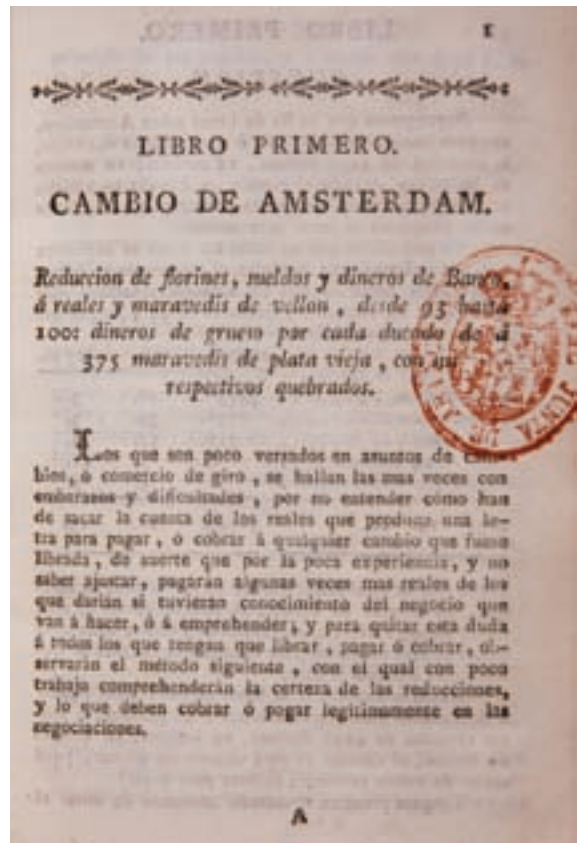 1
LIBRO PRIMERO.
CAMBIO DE AMSTERDAM.
Reduccion de florines, sueldos y dineros de Banco,
á reales y maravedis de vellon, desde 95 hasta
100: dineros de grueso por cada ducado de á
375 maravedis de plata vieja, con sus
respectivos quebrados.
Los que son poco versados en asuntos de cam-
bios, ó comercio de giro, se hallan las mas veces con
embarazos y dificultades, por no entender cómo han
de sacar la cuenta de los reales que produce una le-
tra para pagar, ó cobrar á qualquier cambio que fuese
librada, de suerte que por la poca experiencia, y no
saber ajustar, pagarán algunas veces mas reales de los
que darian si tuvieran conocimiento del negocio que
van á hacer, ó á emprehender; y para quitar esta duda
á todos los que tengan que librar, pagar ó cobrar, ob-
servarán el método siguiente, con el qual con poco
trabajo comprehenderán la certeza de las reducciones,
y lo que deben cobrar ó pagar legitimamente en las
negociaciones.
A
JUNTA DE